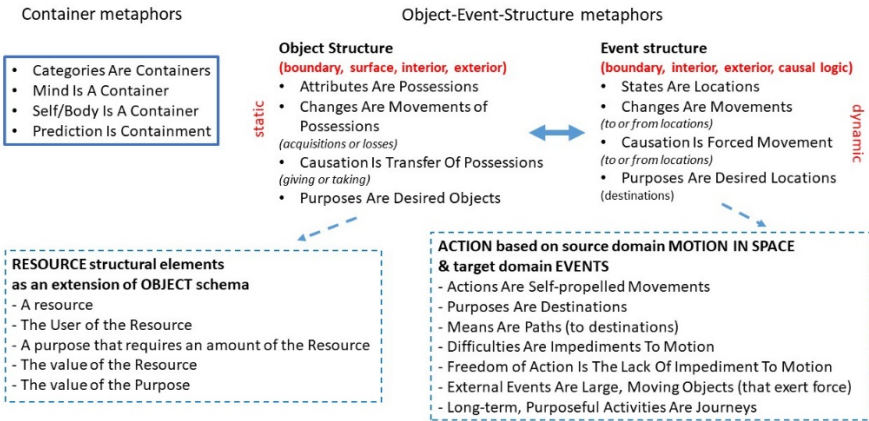 Container metaphors
Object-Event-Structure metaphors
• Categories Are Containers
• Mind Is A Container
• Self/Body Is A Container
• Prediction Is Containment
static
Object Structure
(boundary, surface, interior, exterior)
• Attributes Are Possessions
• Changes Are Movements of
Possessions
(acquisitions or losses)
• Causation Is Transfer Of Possessions
(giving or taking)
• Purposes Are Desired Objects
Event structure
(boundary, interior, exterior, causal logic)
• States Are Locations
• Changes Are Movements
(to or from locations)
• Causation Is Forced Movement
(to or from locations)
• Purposes Are Desired Locations
(destinations)
dynamic
RESOURCE structural elements
as an extension of OBJECT schema
- A resource
- The User of the Resource
- A purpose that requires an amount of the Resource
- The value of the Resource
- The value of the Purpose
ACTION based on source domain MOTION IN SPACE
& target domain EVENTS
- Actions Are Self-propelled Movements
- Purposes Are Destinations
- Means Are Paths (to destinations)
- Difficulties Are Impediments To Motion
- Freedom of Action Is The Lack Of Impediment To Motion
- External Events Are Large, Moving Objects (that exert force)
- Long-term, Purposeful Activities Are Journeys